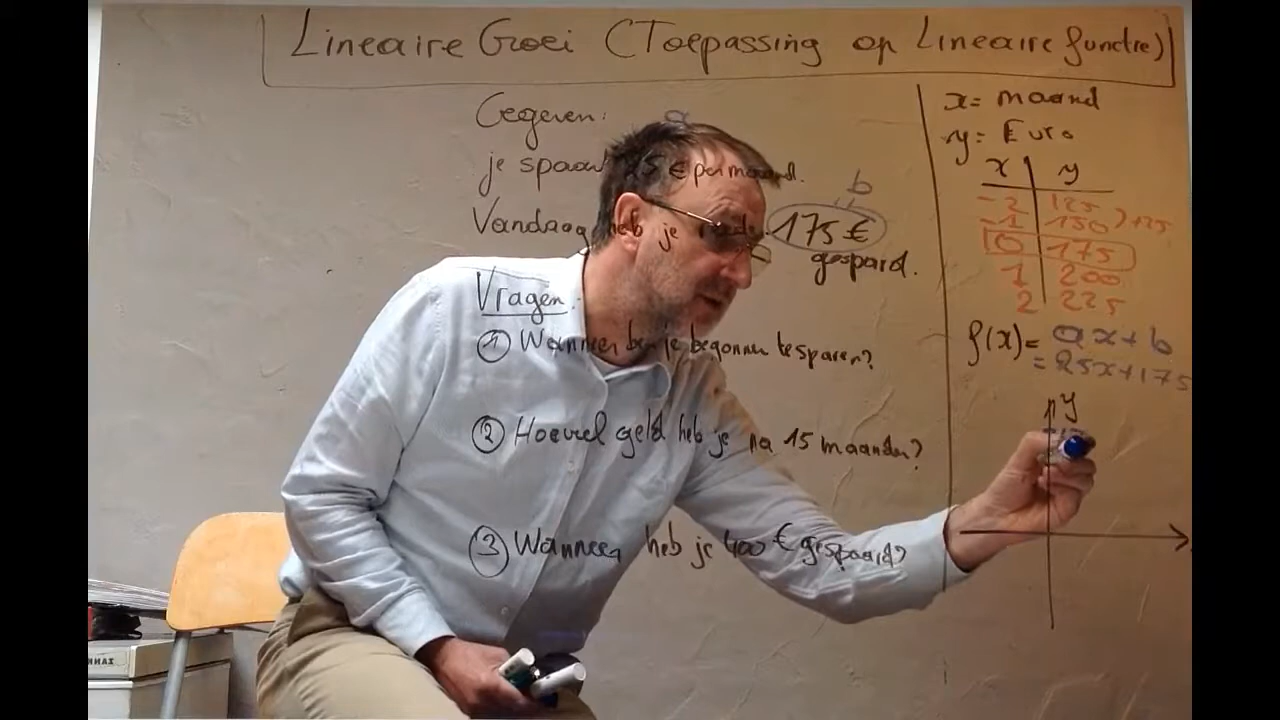 Lineaire Groei (Toepassing op Lineaire functie)
Gegeven: a
je spaart 25 € per maand.
b
Vandaag heb je reeds 175 €
gespaard.
Vragen:
① Wanneer ben je begonnen te sparen?
② Hoeveel geld heb je na 15 maanden?
③ Wanneer heb je 400 € gespaard?
x = maand
y = Euro
x y
-2 125
-1 150 ) +25
0 175
1 200
2 225
f(x) = ax+b
= 25x+175
y